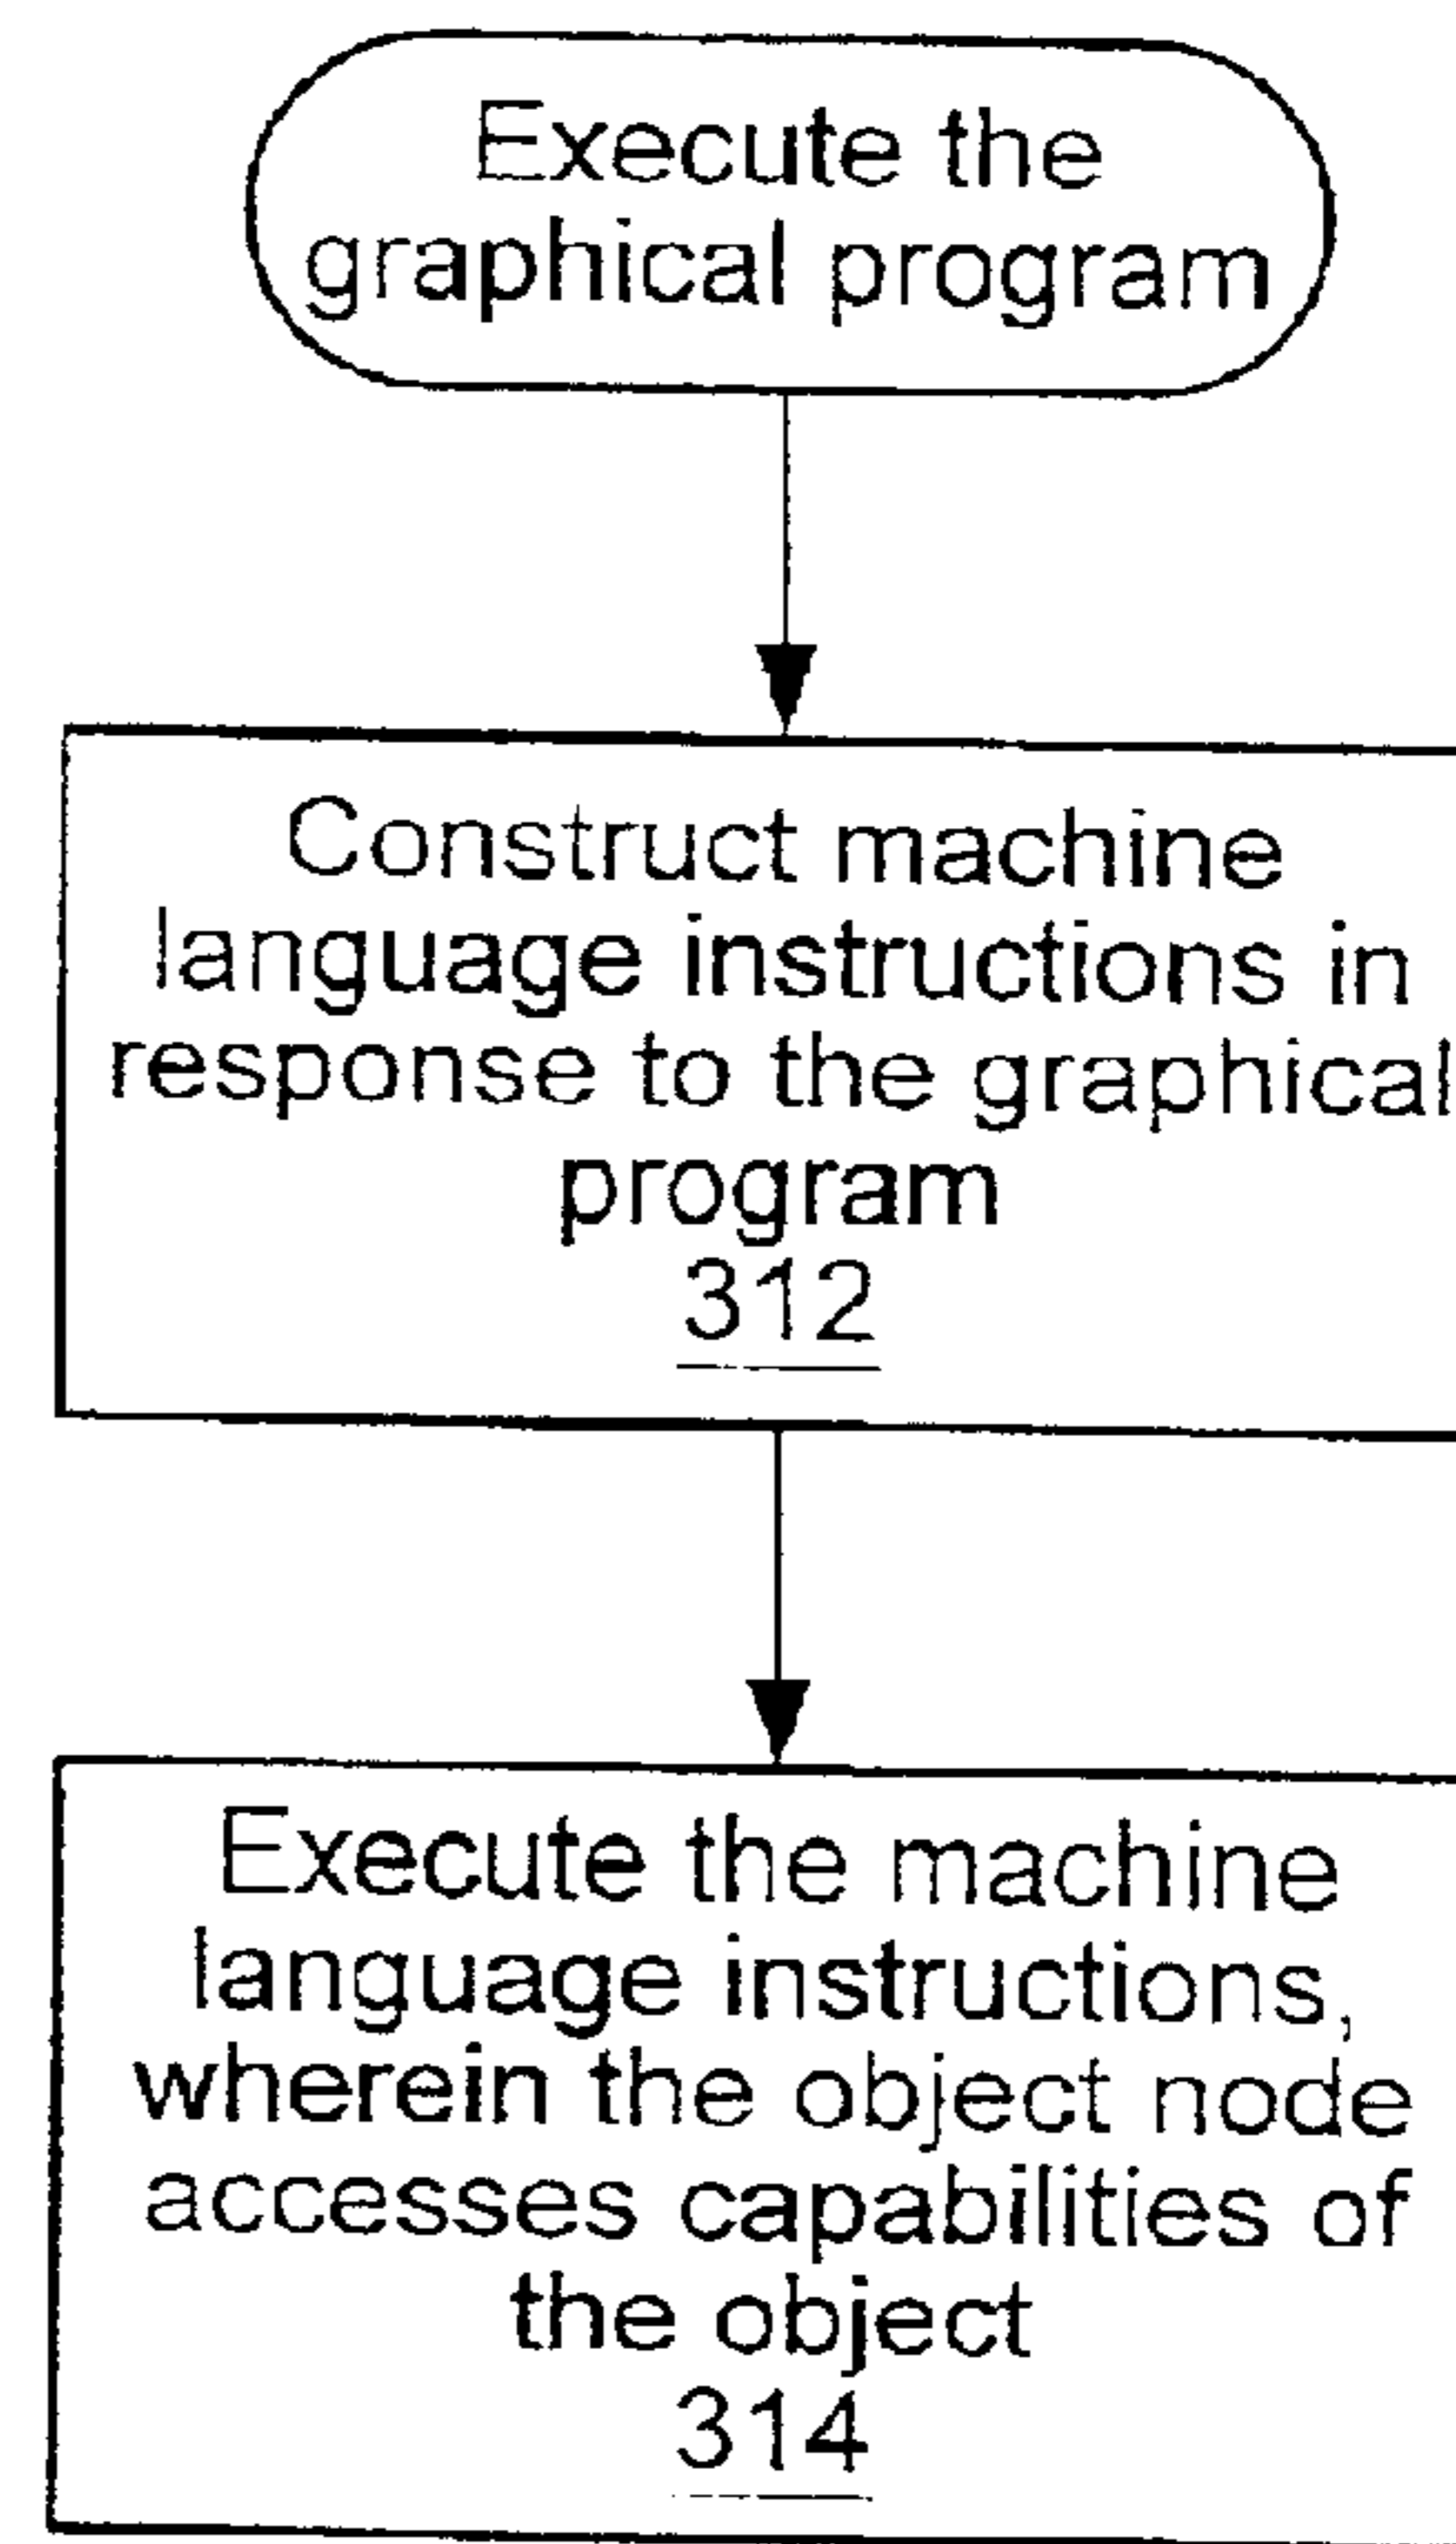 Execute the
graphical program
Construct machine
language instructions in
response to the graphical
program
312
Execute the machine
language instructions,
wherein the object node
accesses capabilities of
the object
314